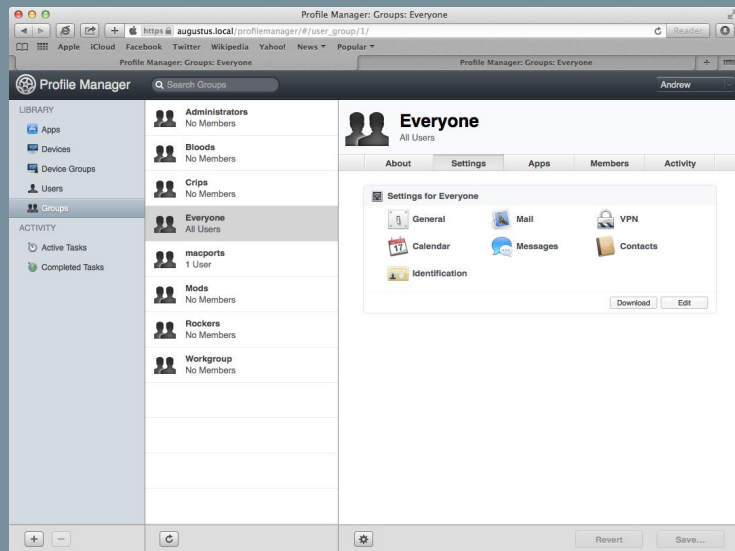 Profile Manager: Groups: Everyone
https augustus.local/profilemanager/#/user_group/1/
Reader
Apple iCloud Facebook Twitter Wikipedia Yahoo! News Popular
Profile Manager: Groups: Everyone
Profile Manager: Groups: Everyone
Profile Manager
Search Groups
Andrew
LIBRARY
Apps
Devices
Device Groups
Users
Groups
ACTIVITY
Active Tasks
Completed Tasks
Administrators
No Members
Bloods
No Members
Crips
No Members
Everyone
All Users
macports
1 User
Mods
No Members
Rockers
No Members
Workgroup
No Members
Everyone
All Users
About Settings Apps Members Activity
Settings for Everyone
General Mail VPN
17 Calendar Messages Contacts
Identification
Download Edit
Revert Save...